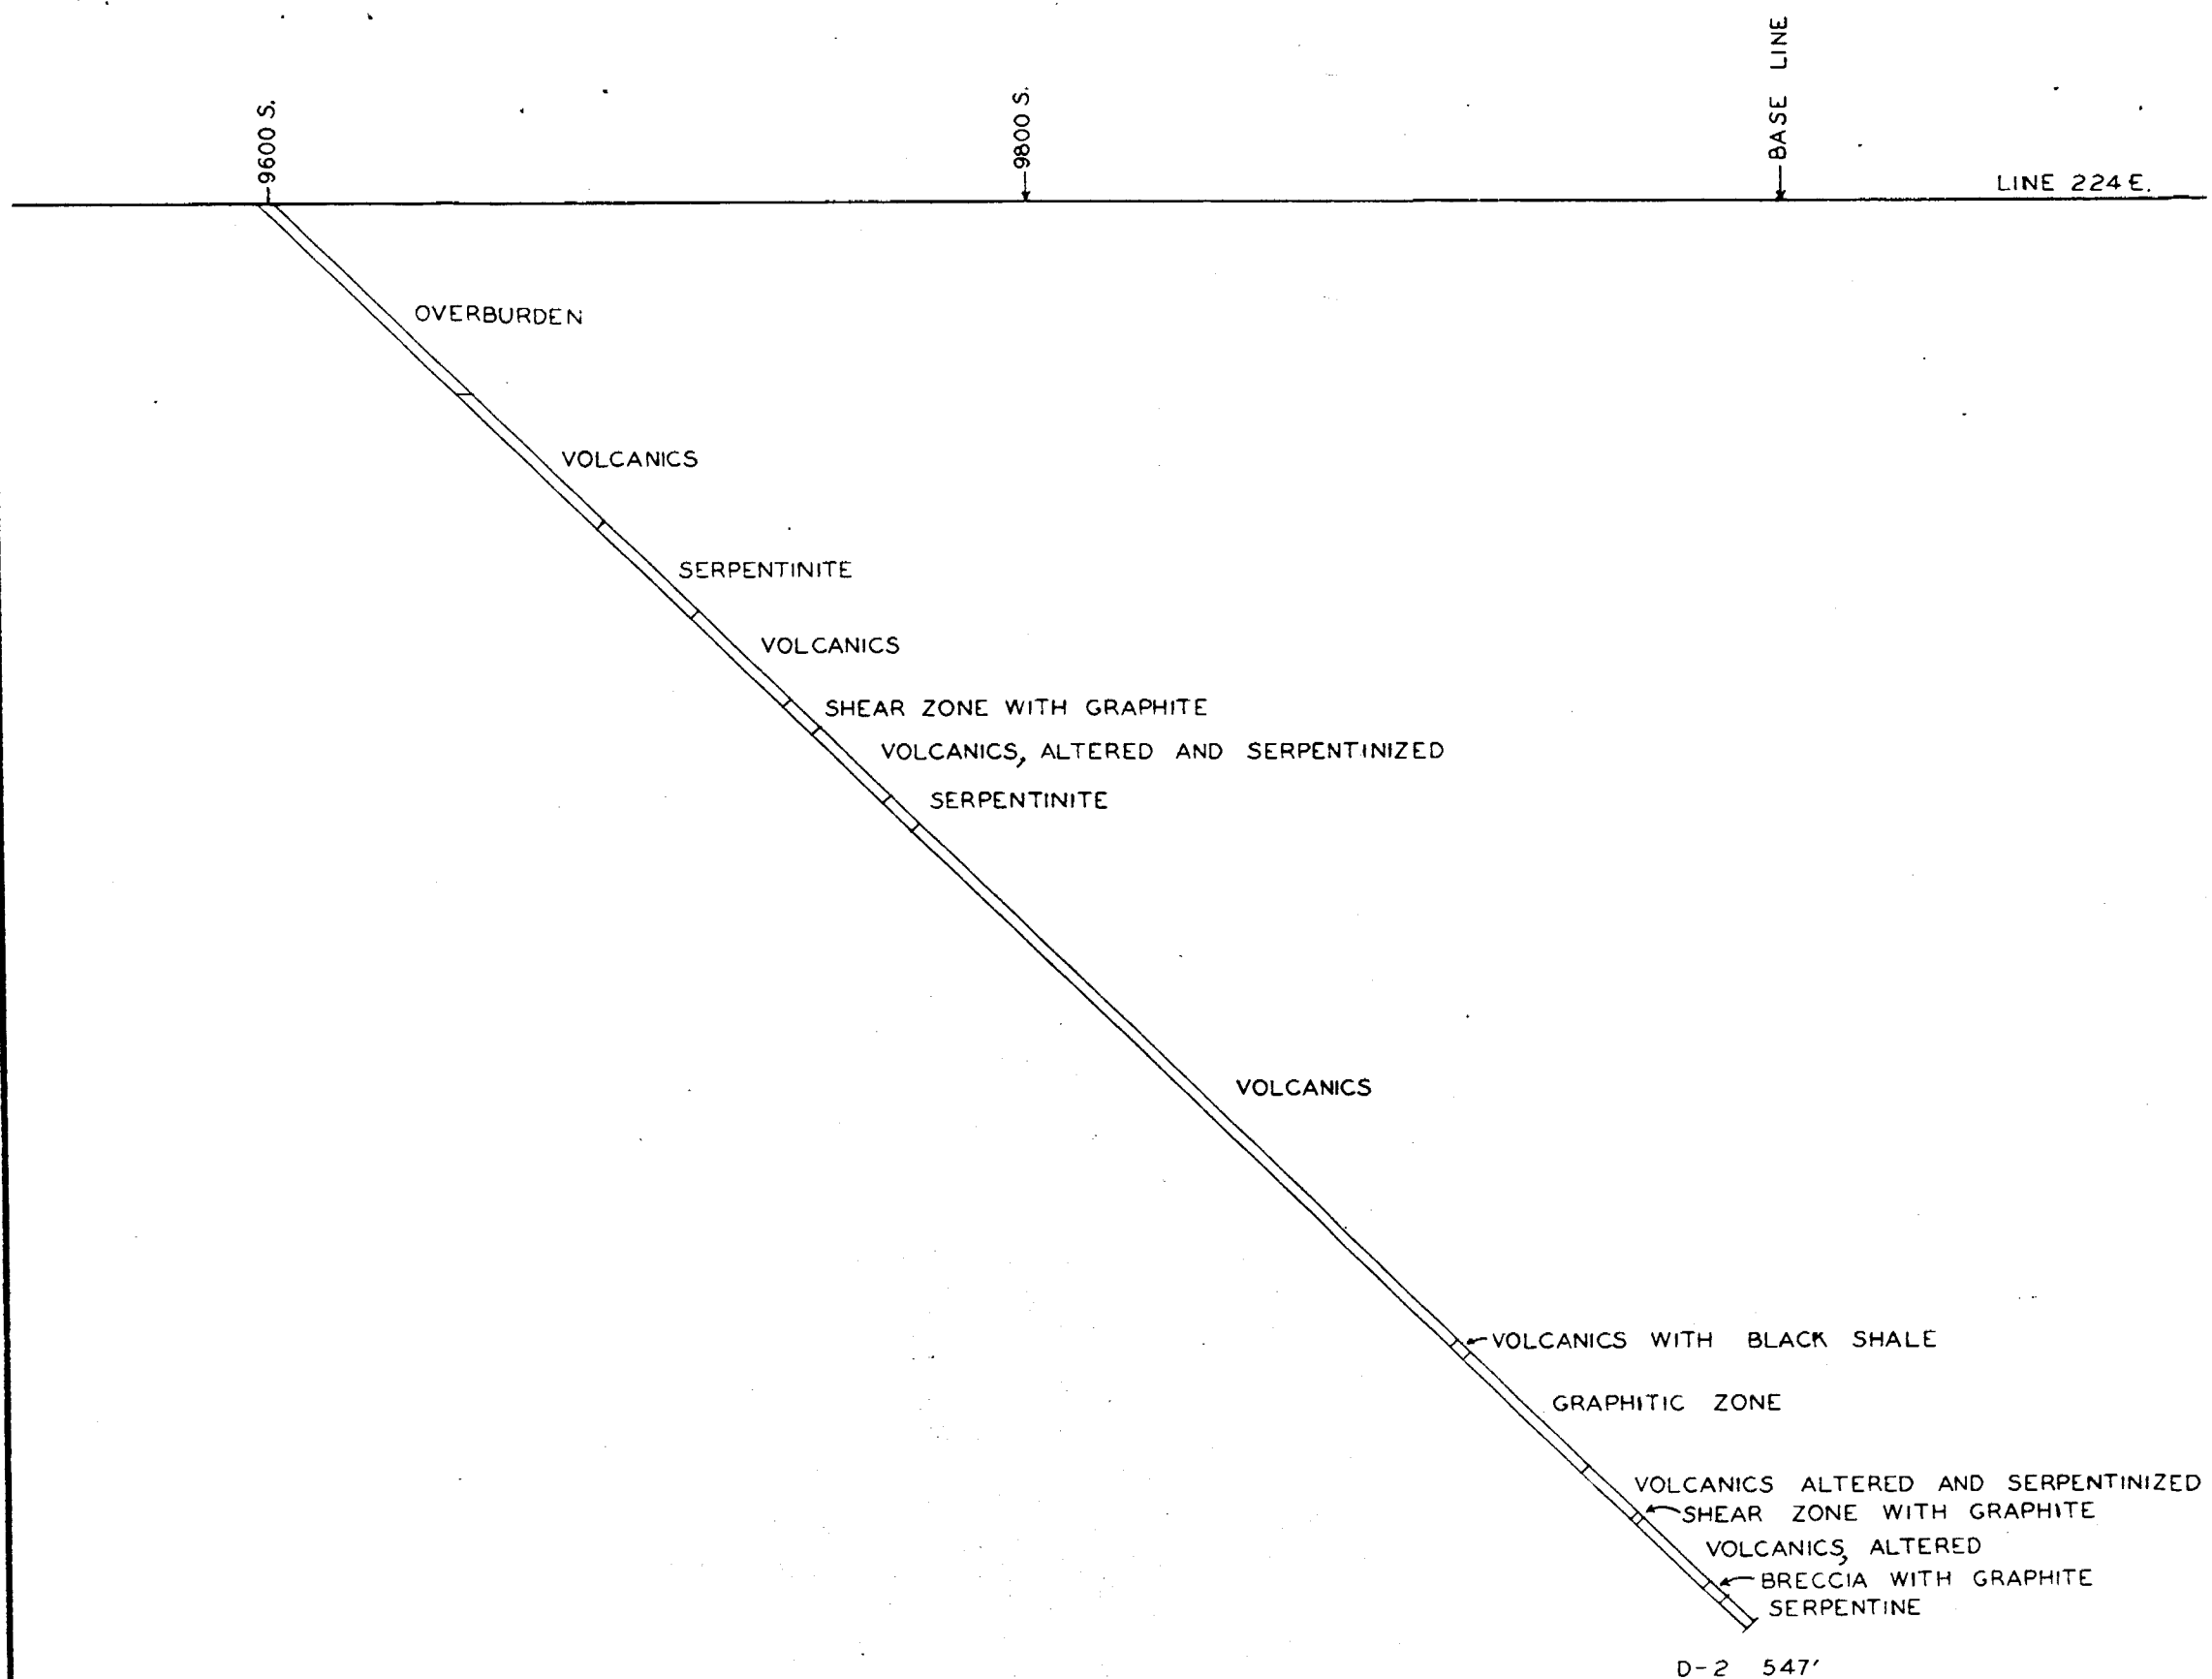 9600 S.
9800 S.
BASE LINE
LINE 224 E.
OVERBURDEN
VOLCANICS
SERPENTINITE
VOLCANICS
SHEAR ZONE WITH GRAPHITE
VOLCANICS, ALTERED AND SERPENTINIZED
SERPENTINITE
VOLCANICS
VOLCANICS WITH BLACK SHALE
GRAPHITIC ZONE
VOLCANICS ALTERED AND SERPENTINIZED
SHEAR ZONE WITH GRAPHITE
VOLCANICS, ALTERED
BRECCIA WITH GRAPHITE
SERPENTINE
D-2 547'